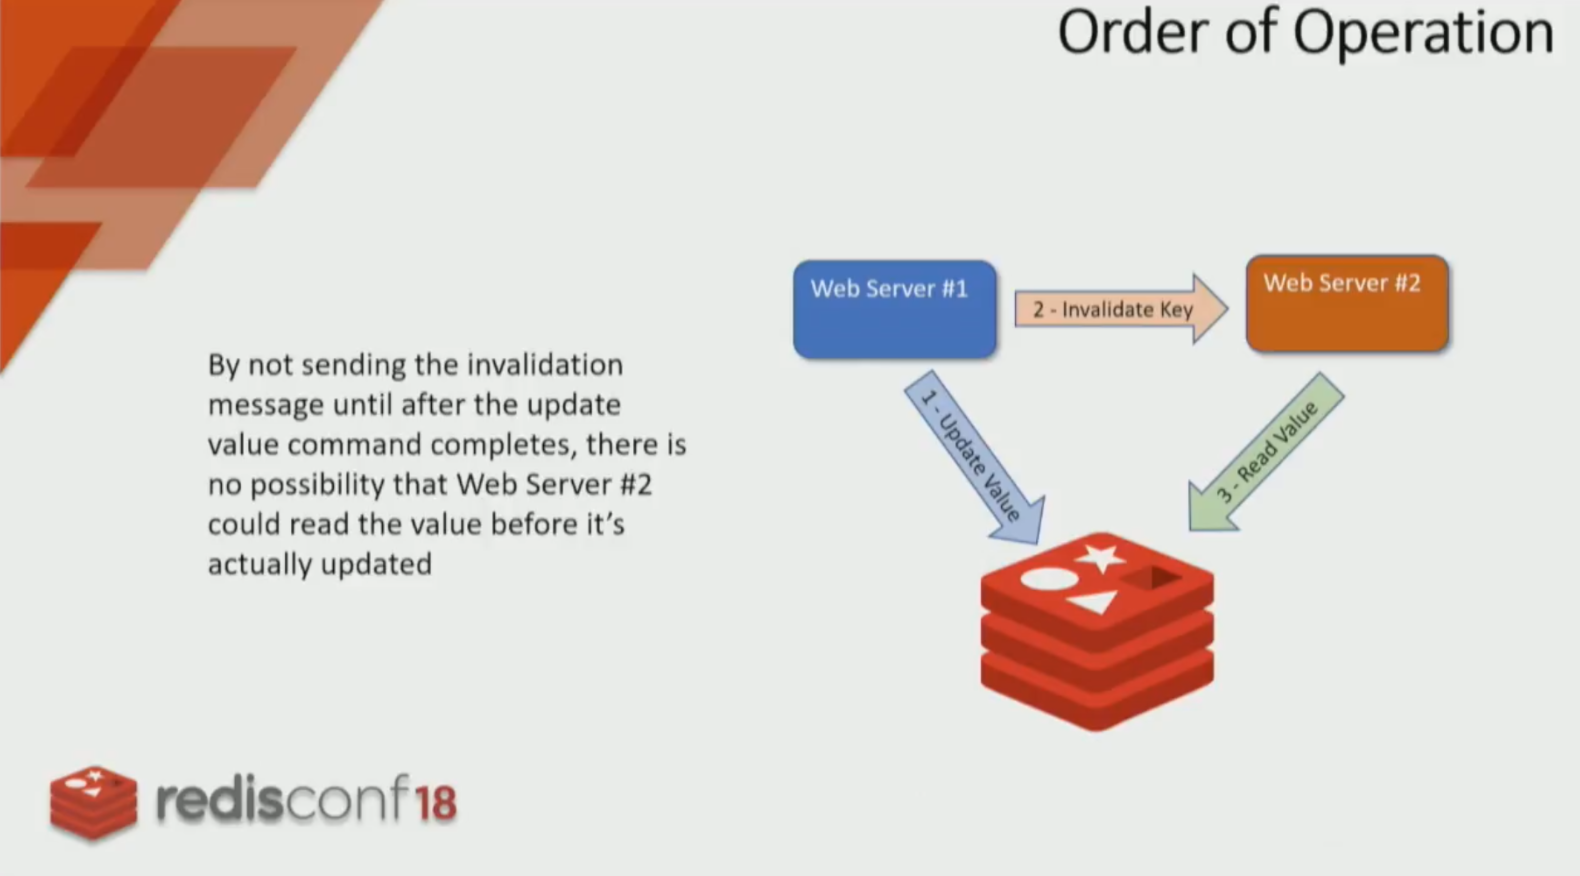 Order of Operation
By not sending the invalidation
message until after the update
value command completes, there is
no possibility that Web Server #2
could read the value before it’s
actually updated
Web Server #1
2 - Invalidate Key
Web Server #2
1 - Update Value
3 - Read Value
redisconf18